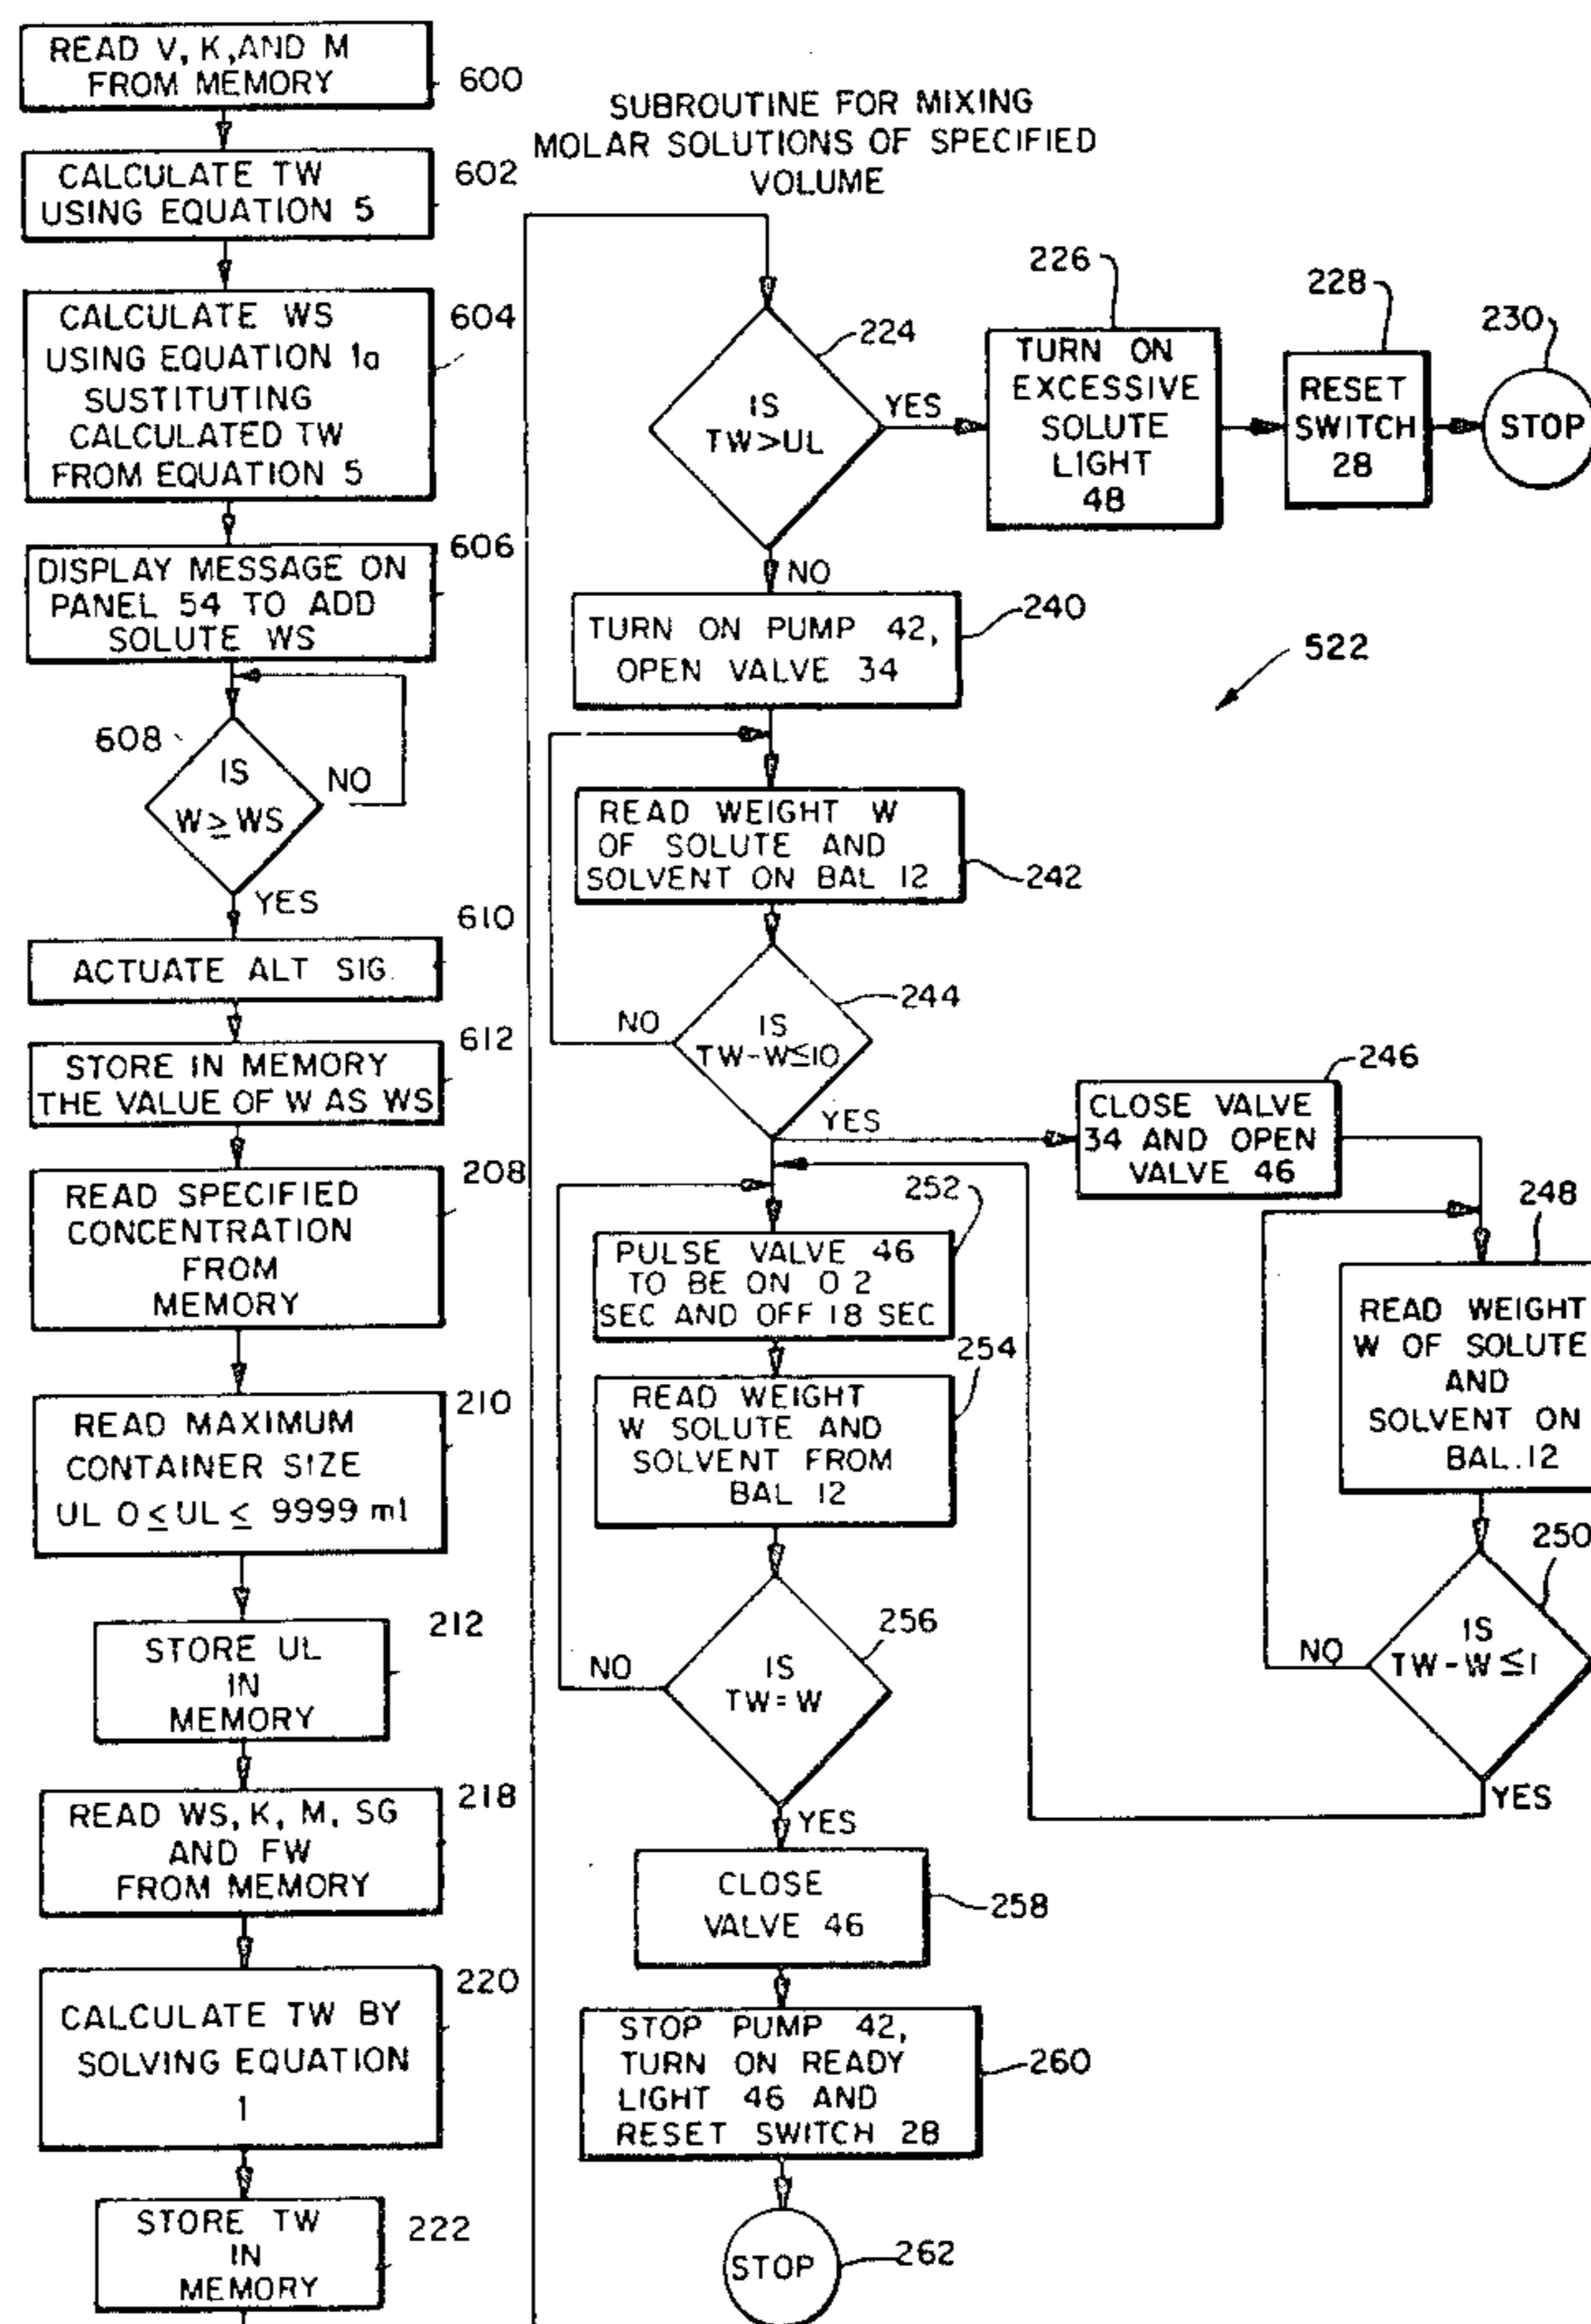 READ V, K, AND M
FROM MEMORY
600
CALCULATE TW
USING EQUATION 5
602
CALCULATE WS
USING EQUATION 1a
SUSTITUTING
CALCULATED TW
FROM EQUATION 5
604
DISPLAY MESSAGE ON
PANEL 54 TO ADD
SOLUTE WS
606
608
IS
W ≥ WS
NO
YES
ACTUATE ALT SIG.
610
STORE IN MEMORY
THE VALUE OF W AS WS
612
READ SPECIFIED
CONCENTRATION
FROM
MEMORY
208
READ MAXIMUM
CONTAINER SIZE
UL 0 ≤ UL ≤ 9999 ml
210
STORE UL
IN
MEMORY
212
READ WS, K, M, SG
AND FW
FROM MEMORY
218
CALCULATE TW BY
SOLVING EQUATION
1
220
STORE TW
IN
MEMORY
222
SUBROUTINE FOR MIXING
MOLAR SOLUTIONS OF SPECIFIED
VOLUME
IS
TW>UL
224
YES
NO
TURN ON
EXCESSIVE
SOLUTE
LIGHT
48
226
RESET
SWITCH
28
228
STOP
230
TURN ON PUMP 42,
OPEN VALVE 34
240
522
READ WEIGHT W
OF SOLUTE AND
SOLVENT ON BAL 12
242
IS
TW-W≤10
244
NO
YES
CLOSE VALVE
34 AND OPEN
VALVE 46
246
READ WEIGHT
W OF SOLUTE
AND
SOLVENT ON
BAL. 12
248
IS
TW-W≤1
250
NO
YES
PULSE VALVE 46
TO BE ON 0 2
SEC AND OFF 18 SEC
252
READ WEIGHT
W SOLUTE AND
SOLVENT FROM
BAL 12
254
IS
TW=W
256
NO
YES
CLOSE
VALVE 46
258
STOP PUMP 42,
TURN ON READY
LIGHT 46 AND
RESET SWITCH 28
260
STOP
262